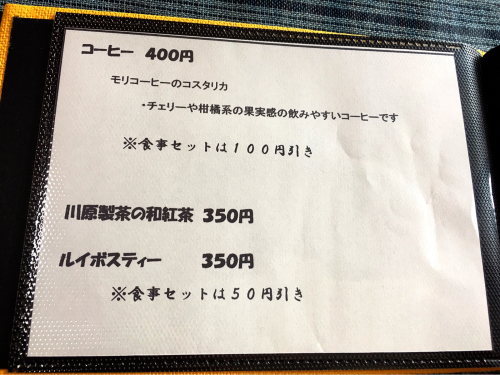 コーヒー 400円
モリコーヒーのコスタリカ
・チェリーや柑橘系の果実感の飲みやすいコーヒーです
※食事セットは１００円引き
川原製茶の和紅茶 350円
ルイボスティー 350円
※食事セットは５０円引き